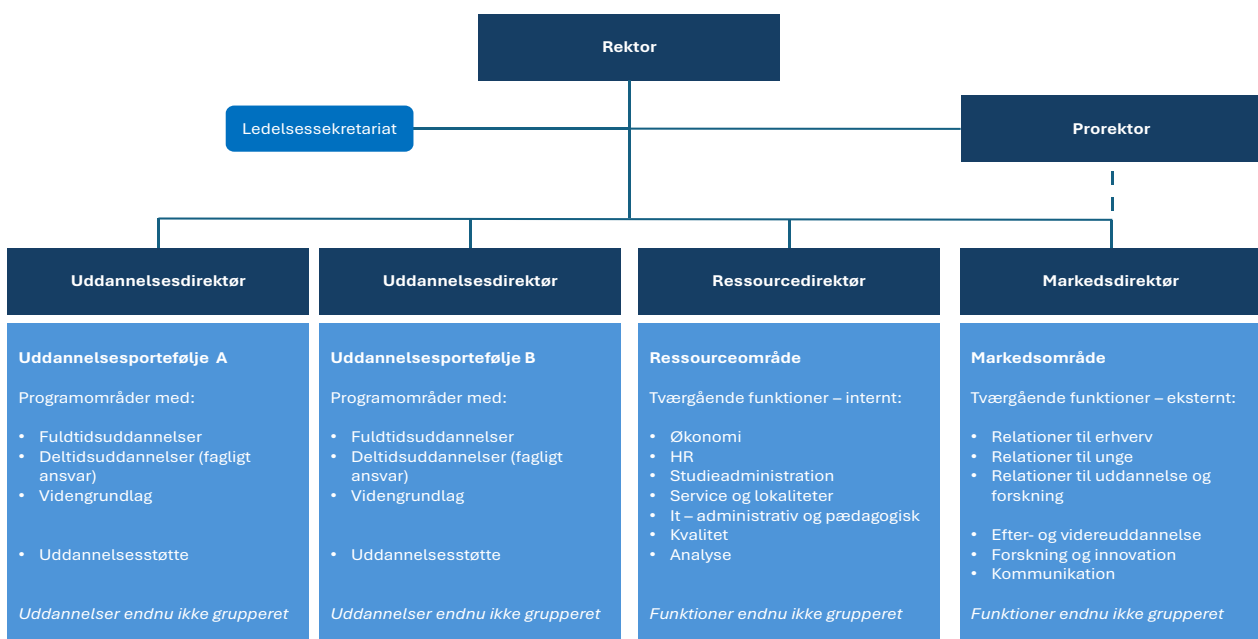 Rektor
Ledelsessekretariat
Prorektor
Uddannelsesdirektør
Uddannelsesdirektør
Ressourcedirektør
Markedsdirektør
Uddannelsesportefølje A
Programområder med:
• Fuldtidsuddannelser
• Deltidsuddannelser (fagligt
ansvar)
• Videngrundlag
• Uddannelsesstøtte
Uddannelser endnu ikke grupperet
Uddannelsesportefølje B
Programområder med:
• Fuldtidsuddannelser
• Deltidsuddannelser (fagligt
ansvar)
• Videngrundlag
• Uddannelsesstøtte
Uddannelser endnu ikke grupperet
Ressourceområde
Tværgående funktioner – internt:
• Økonomi
• HR
• Studieadministration
• Service og lokaliteter
• It – administrativ og pædagogisk
• Kvalitet
• Analyse
Funktioner endnu ikke grupperet
Markedsområde
Tværgående funktioner – eksternt:
• Relationer til erhverv
• Relationer til unge
• Relationer til uddannelse og
forskning
• Efter- og videreuddannelse
• Forskning og innovation
• Kommunikation
Funktioner endnu ikke grupperet